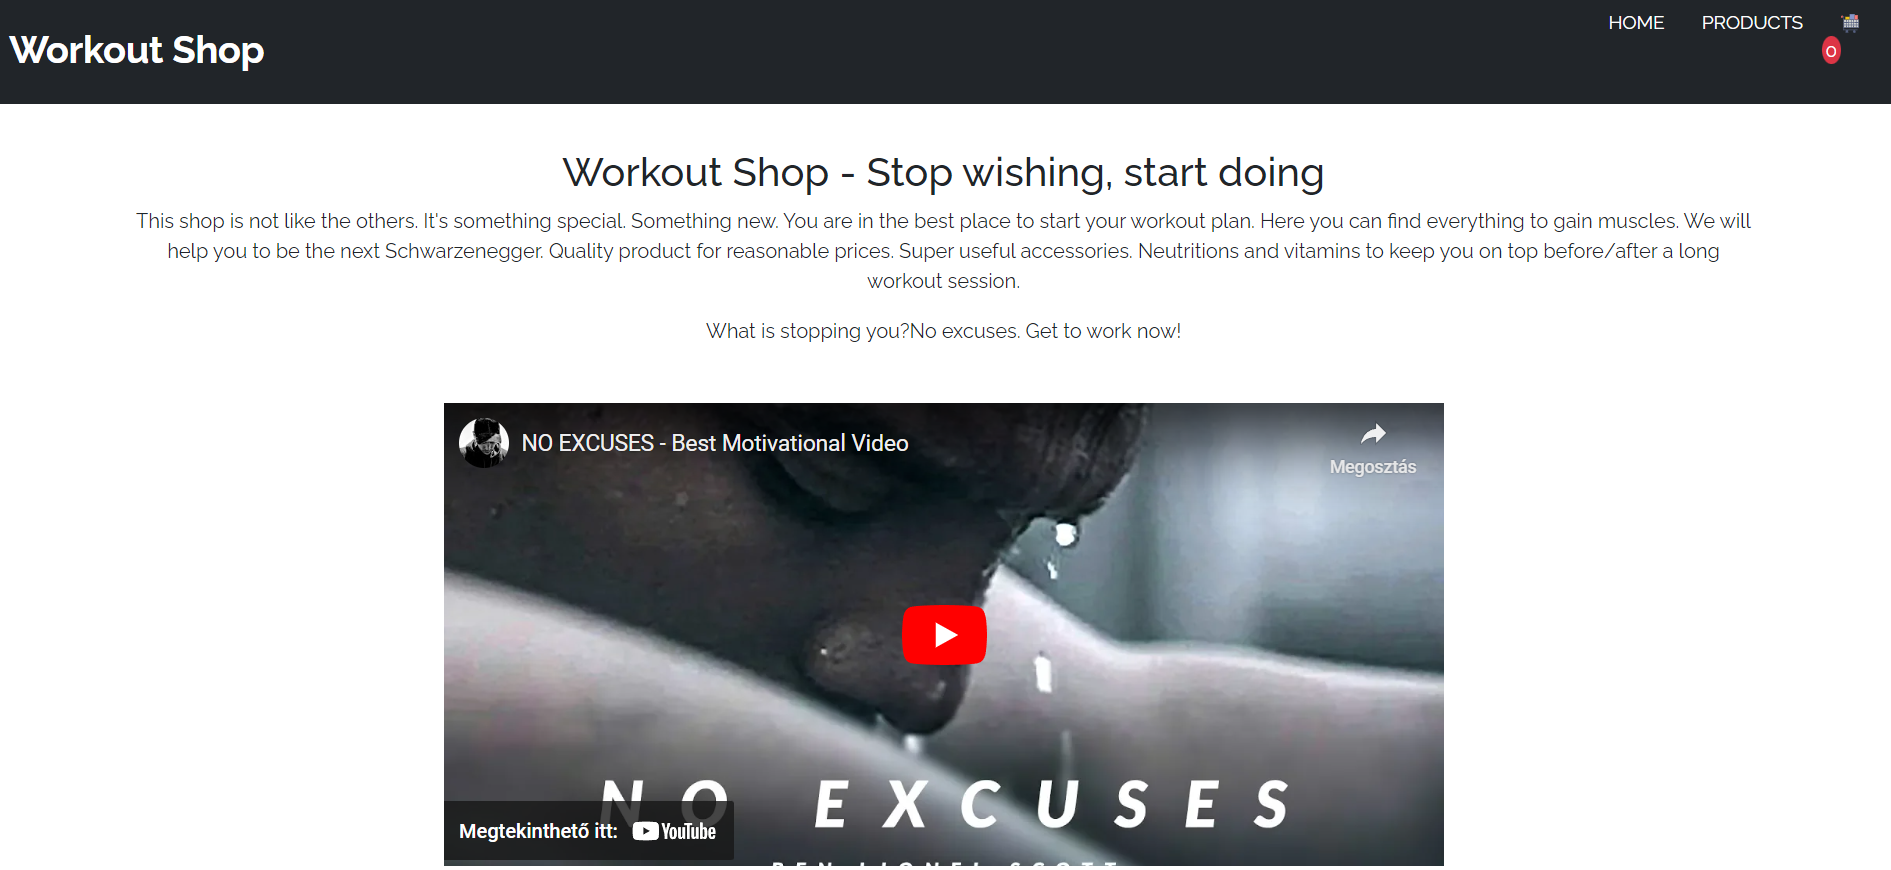 HOME PRODUCTS
Workout Shop
0
Workout Shop - Stop wishing, start doing
This shop is not like the others. It's something special. Something new. You are in the best place to start your workout plan. Here you can find everything to gain muscles. We will
help you to be the next Schwarzenegger. Quality product for reasonable prices. Super useful accessories. Neutritions and vitamins to keep you on top before/after a long
workout session.
What is stopping you?No excuses. Get to work now!
NO EXCUSES - Best Motivational Video
Megosztás
NO EXCUSES
Megtekinthető itt: YouTube
BEN LIONEL SCOTT